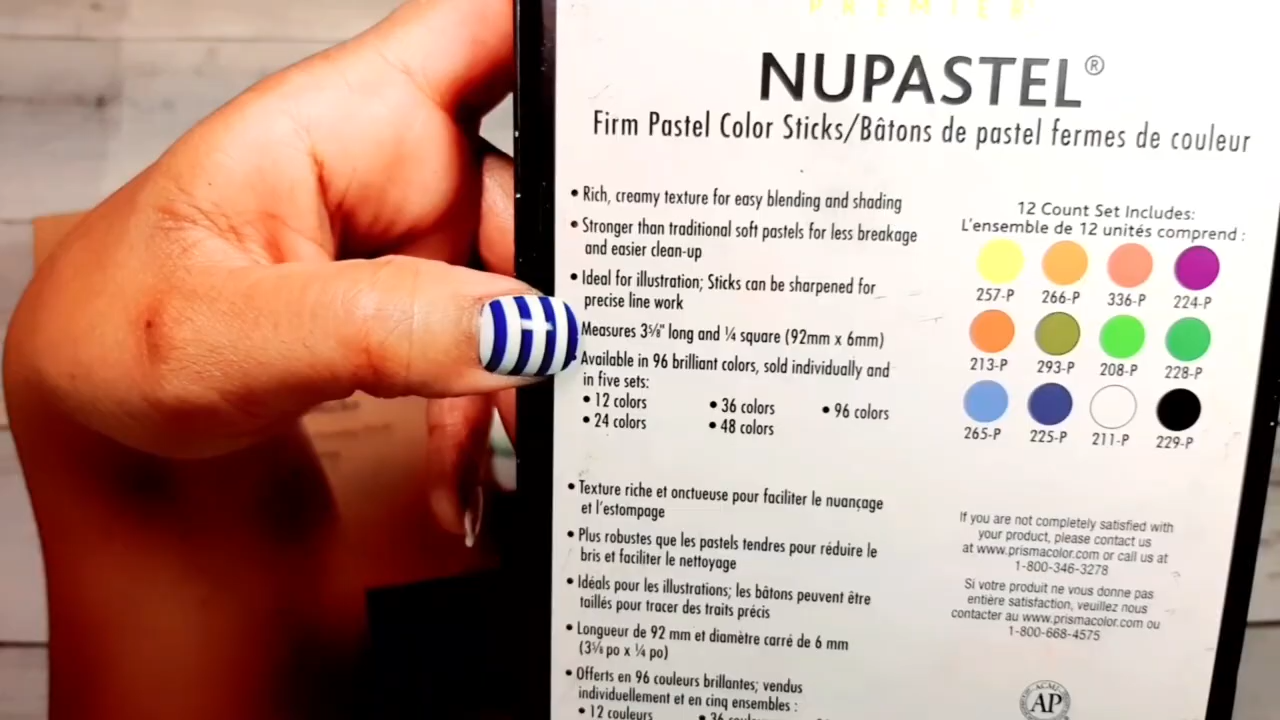 PREMIER
NUPASTEL®
Firm Pastel Color Sticks/Bâtons de pastel fermes de couleur
• Rich, creamy texture for easy blending and shading
• Stronger than traditional soft pastels for less breakage
and easier clean-up
• Ideal for illustration; Sticks can be sharpened for
precise line work
Measures 3⅝" long and ¼ square (92mm x 6mm)
Available in 96 brilliant colors, sold individually and
in five sets:
• 12 colors • 36 colors • 96 colors
• 24 colors • 48 colors
12 Count Set Includes:
L'ensemble de 12 unités comprend :
257-P 266-P 336-P 224-P
213-P 293-P 208-P 228-P
265-P 225-P 211-P 229-P
• Texture riche et onctueuse pour faciliter le nuançage
et l'estompage
• Plus robustes que les pastels tendres pour réduire le
bris et faciliter le nettoyage
• Idéals pour les illustrations; les bâtons peuvent être
taillés pour tracer des traits précis
• Longueur de 92 mm et diamètre carré de 6 mm
(3⅝ po x ¼ po)
• Offerts en 96 couleurs brillantes; vendus
individuellement et en cinq ensembles :
• 12 couleurs • 36
If you are not completely satisfied with
your product, please contact us
at www.prismacolor.com or call us at
1-800-346-3278
Si votre produit ne vous donne pas
entière satisfaction, veuillez nous
contacter au www.prismacolor.com ou
1-800-668-4575
ACMI
AP